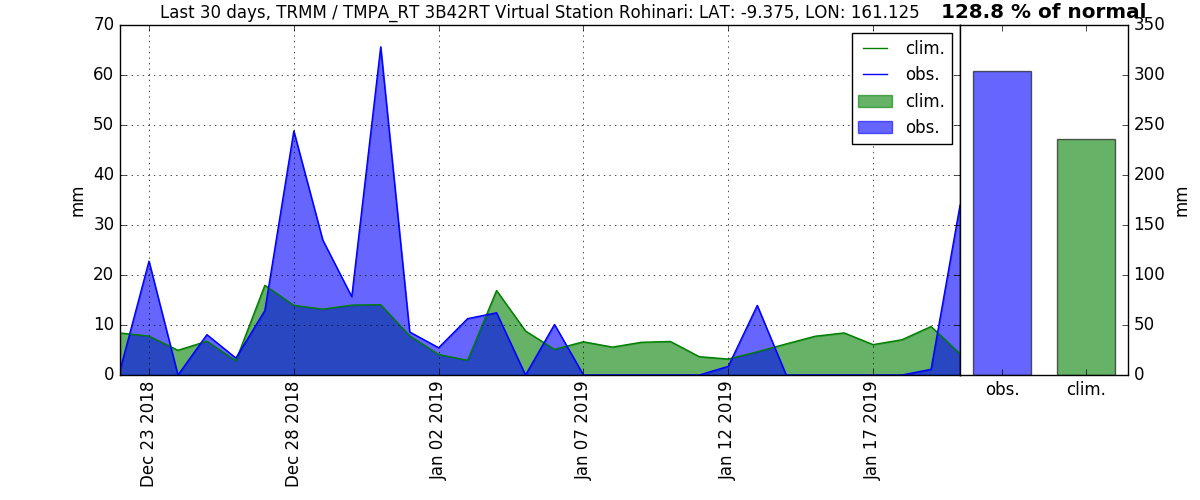 Last 30 days, TRMM / TMPA_RT 3B42RT Virtual Station Rohinari: LAT: -9.375, LON: 161.125
128.8 % of normal
70
60
50
40
30
20
10
0
mm
clim.
obs.
clim.
obs.
350
300
250
200
150
100
50
0
mm
Dec 23 2018
Dec 28 2018
Jan 02 2019
Jan 07 2019
Jan 12 2019
Jan 17 2019
obs.
clim.